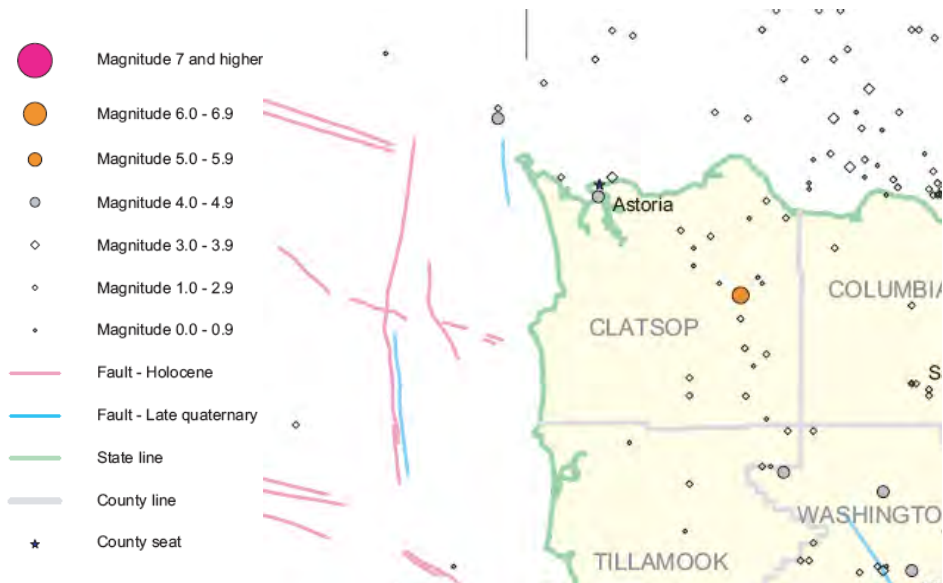 Magnitude 7 and higher
Magnitude 6.0 - 6.9
Magnitude 5.0 - 5.9
Magnitude 4.0 - 4.9
Magnitude 3.0 - 3.9
Magnitude 1.0 - 2.9
Magnitude 0.0 - 0.9
Fault - Holocene
Fault - Late quaternary
State line
County line
County seat
Astoria
COLUMBIA
CLATSOP
S
WASHINGTO
TILLAMOOK